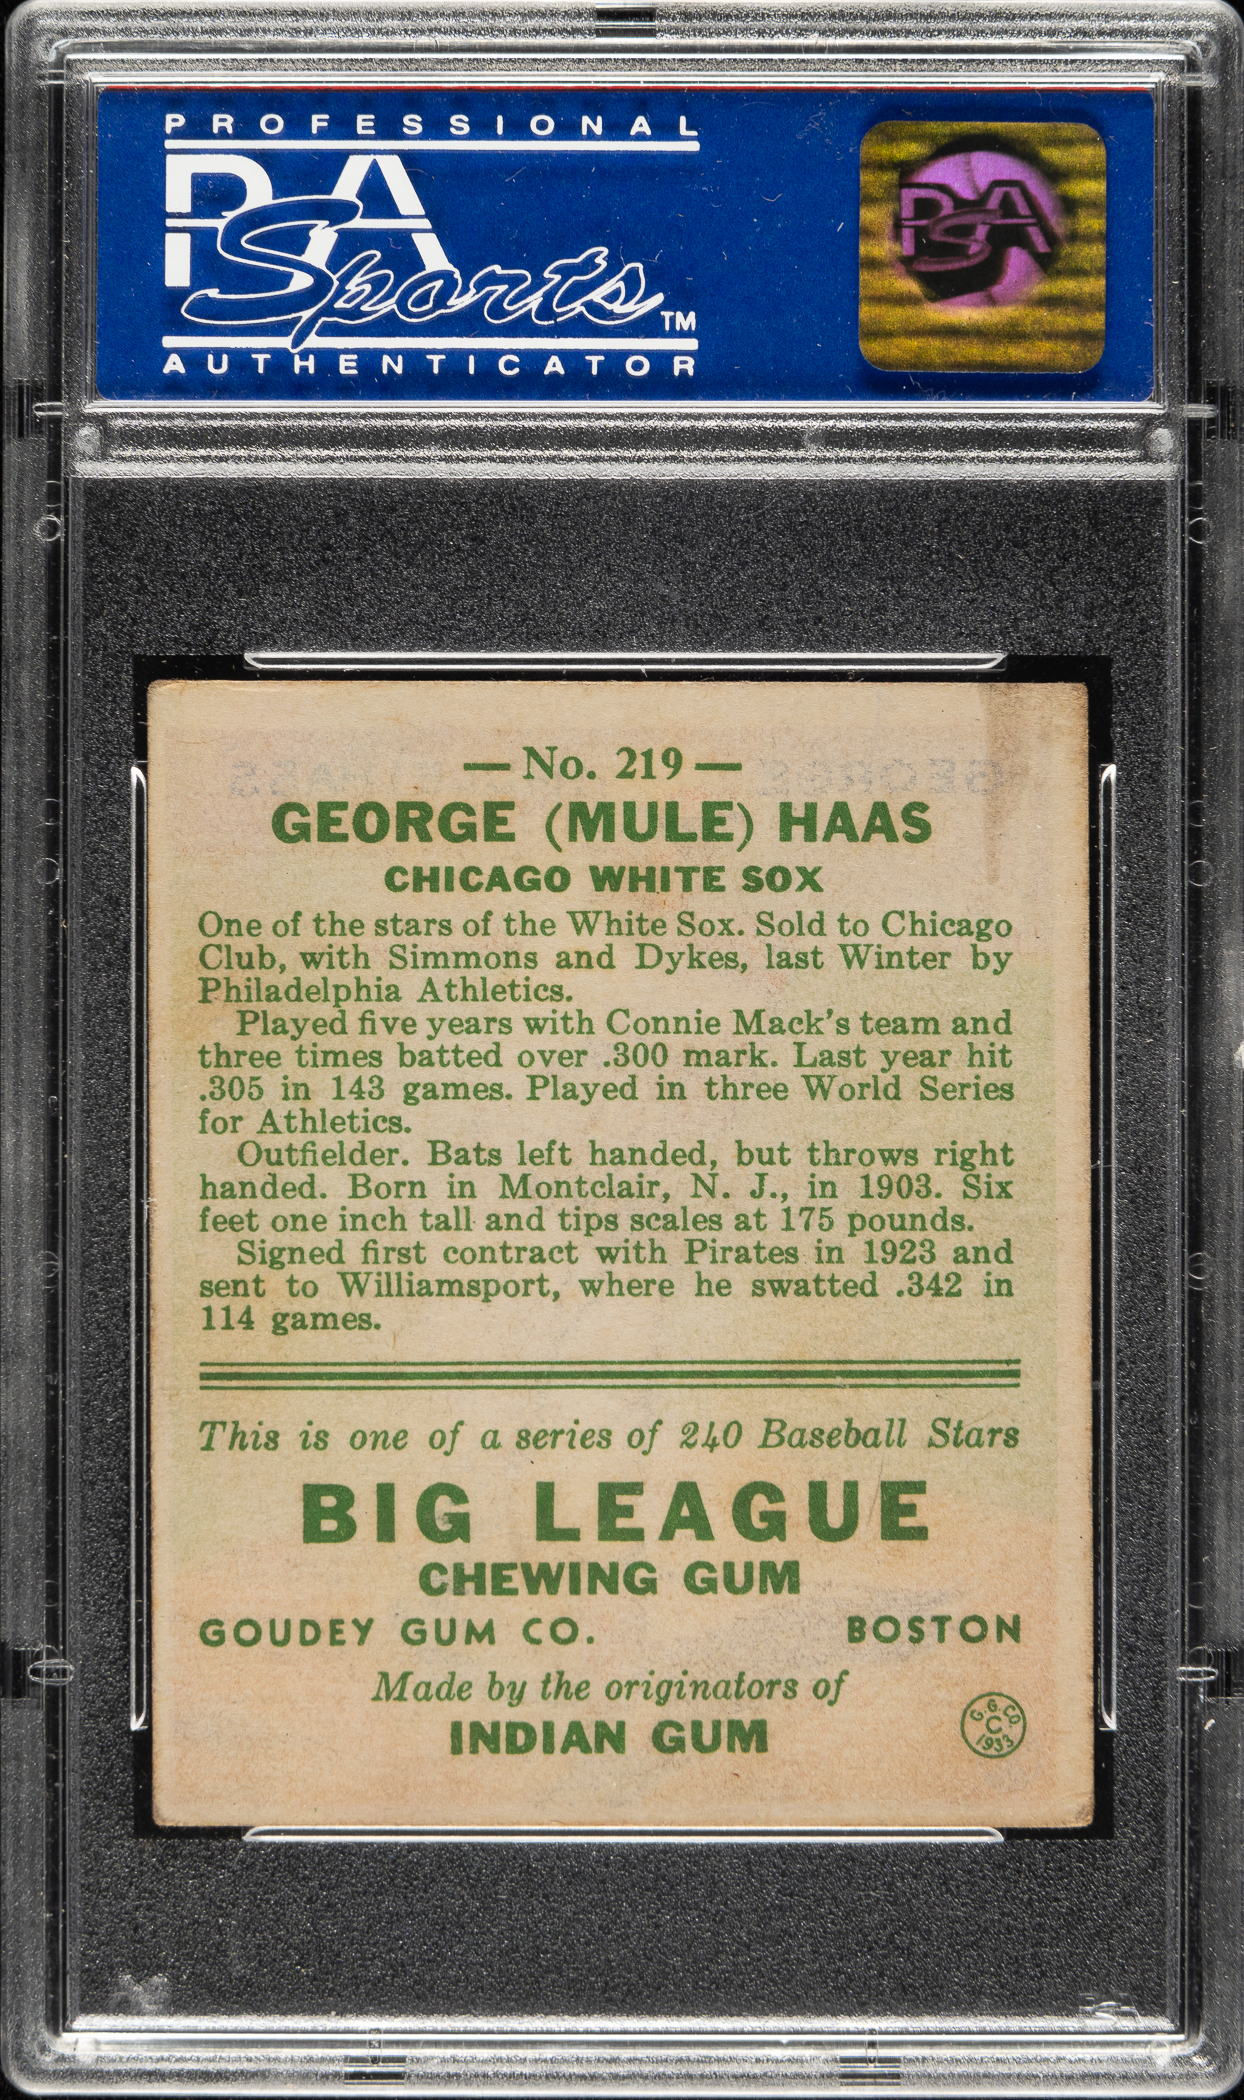 PROFESSIONAL
PSA
Sports TM
AUTHENTICATOR
PSA
— No. 219 —
GEORGE (MULE) HAAS
CHICAGO WHITE SOX
One of the stars of the White Sox. Sold to Chicago
Club, with Simmons and Dykes, last Winter by
Philadelphia Athletics.
Played five years with Connie Mack's team and
three times batted over .300 mark. Last year hit
.305 in 143 games. Played in three World Series
for Athletics.
Outfielder. Bats left handed, but throws right
handed. Born in Montclair, N. J., in 1903. Six
feet one inch tall and tips scales at 175 pounds.
Signed first contract with Pirates in 1923 and
sent to Williamsport, where he swatted .342 in
114 games.
This is one of a series of 240 Baseball Stars
BIG LEAGUE
CHEWING GUM
GOUDEY GUM CO. BOSTON
Made by the originators of
INDIAN GUM
G. G. CO.
C
1933